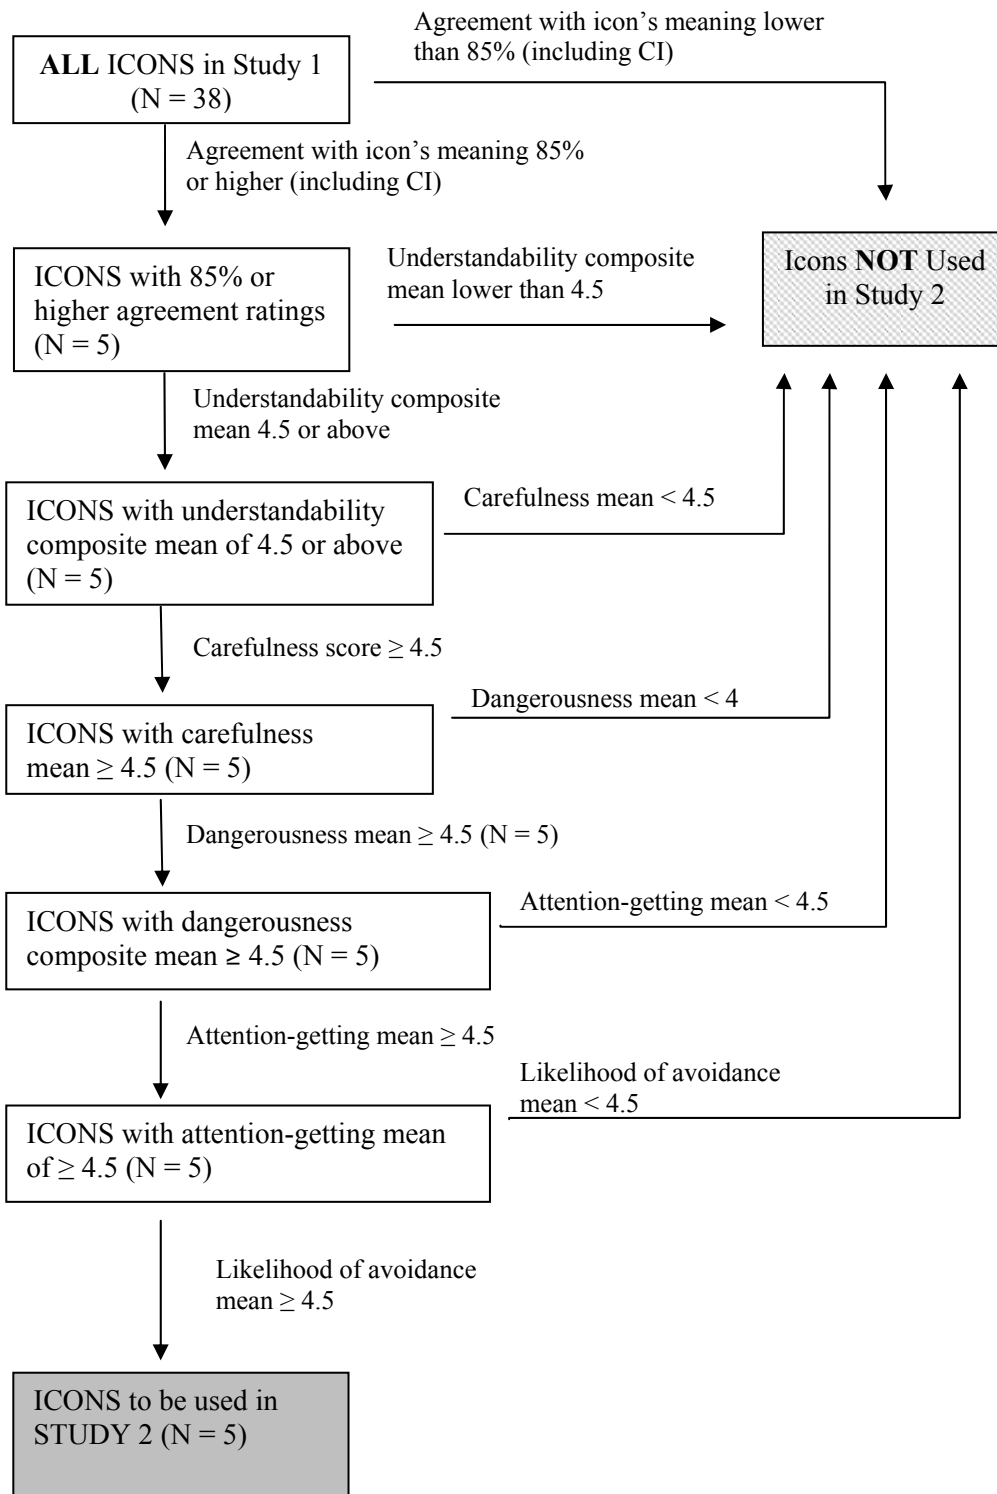 Agreement with icon’s meaning lower
than 85% (including CI)
ALL ICONS in Study 1
(N = 38)
Agreement with icon’s meaning 85%
or higher (including CI)
ICONS with 85% or
higher agreement ratings
(N = 5)
Understandability composite
mean lower than 4.5
Icons NOT Used
in Study 2
Understandability composite
mean 4.5 or above
ICONS with understandability
composite mean of 4.5 or above
(N = 5)
Carefulness mean < 4.5
Carefulness score ≥ 4.5
ICONS with carefulness
mean ≥ 4.5 (N = 5)
Dangerousness mean < 4
Dangerousness mean ≥ 4.5 (N = 5)
ICONS with dangerousness
composite mean ≥ 4.5 (N = 5)
Attention-getting mean < 4.5
Attention-getting mean ≥ 4.5
ICONS with attention-getting mean
of ≥ 4.5 (N = 5)
Likelihood of avoidance
mean < 4.5
Likelihood of avoidance
mean ≥ 4.5
ICONS to be used in
STUDY 2 (N = 5)